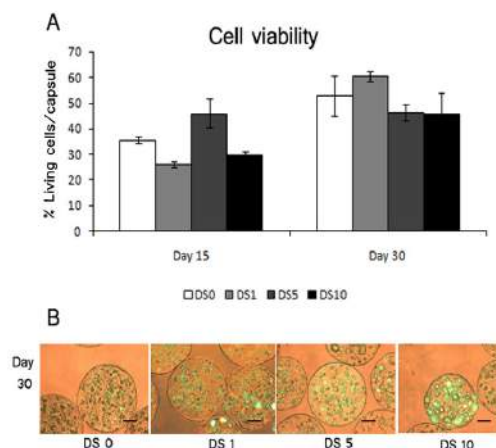 A
Cell viability
% Living cells/capsule
70
60
50
40
30
20
10
0
Day 15 Day 30
DS0 DS1 DS5 DS10
B
Day
30
DS 0 DS 1 DS 5 DS 10